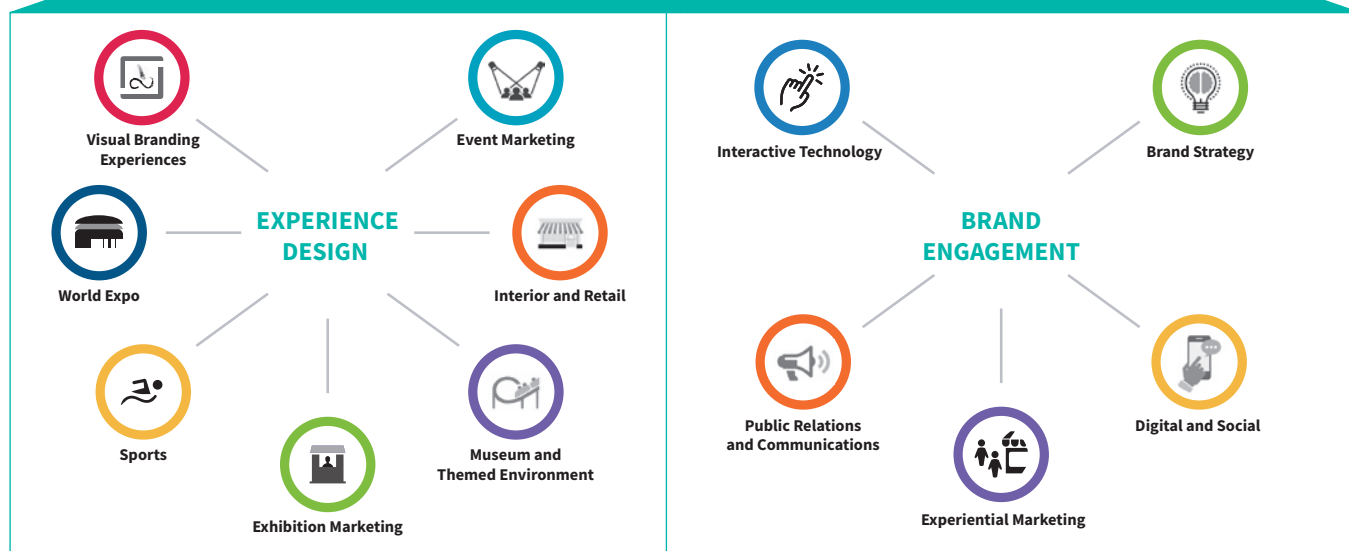 Visual Branding
Experiences
Event Marketing
EXPERIENCE
DESIGN
World Expo
Interior and Retail
Sports
Museum and
Themed Environment
Exhibition Marketing
Interactive Technology
Brand Strategy
BRAND
ENGAGEMENT
Public Relations
and Communications
Digital and Social
Experiential Marketing